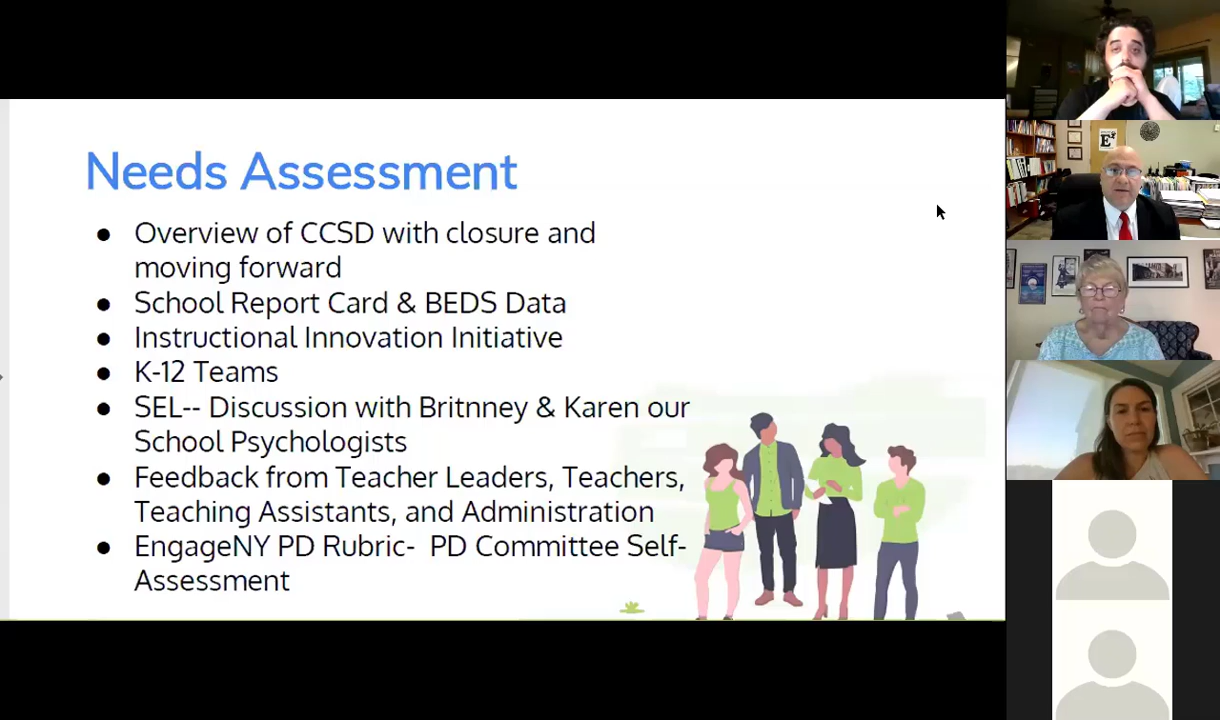 Needs Assessment
● Overview of CCSD with closure and
moving forward
● School Report Card & BEDS Data
● Instructional Innovation Initiative
● K-12 Teams
● SEL-- Discussion with Britnney & Karen our
School Psychologists
● Feedback from Teacher Leaders, Teachers,
Teaching Assistants, and Administration
● EngageNY PD Rubric-  PD Committee Self-
Assessment